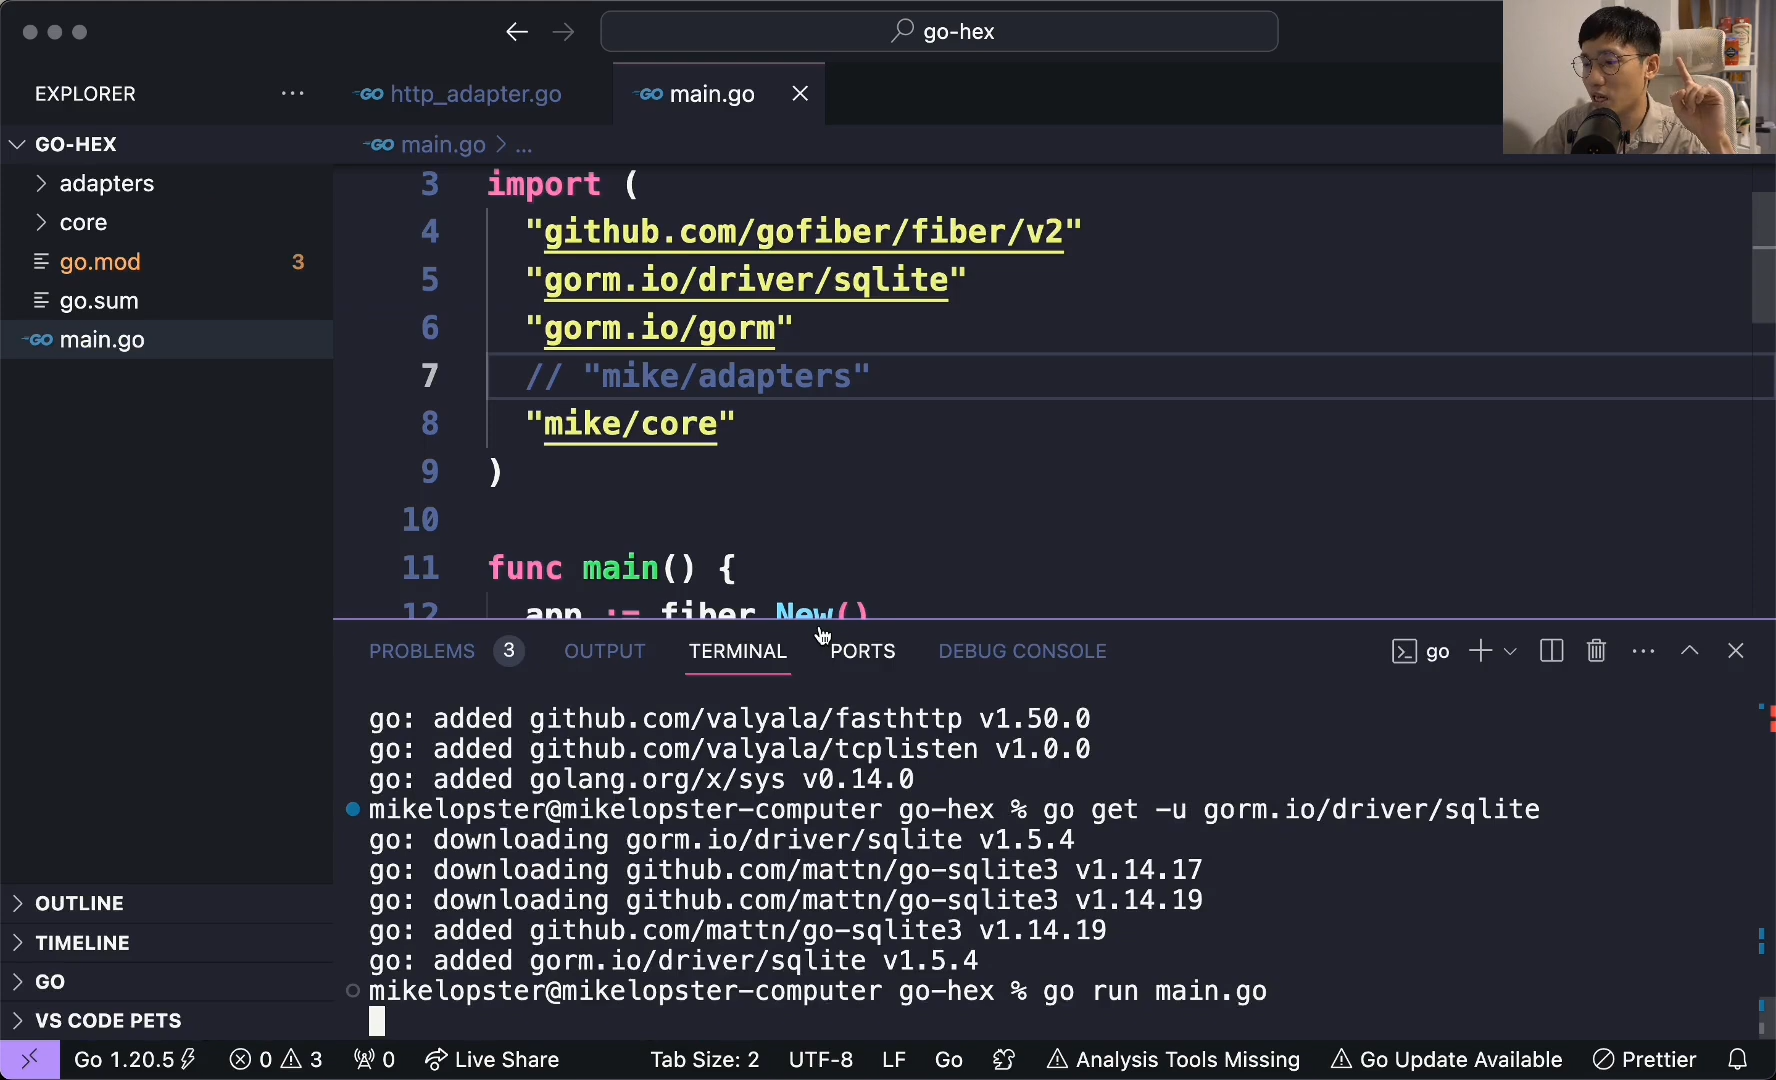 go-hex
EXPLORER
···
GO http_adapter.go
GO main.go
GO-HEX
GO main.go > ...
adapters
core
go.mod 3
go.sum
GO main.go
3 import (
4 "github.com/gofiber/fiber/v2"
5 "gorm.io/driver/sqlite"
6 "gorm.io/gorm"
7 // "mike/adapters"
8 "mike/core"
9 )
10
11 func main() {
12 app := fiber.New()
PROBLEMS 3 OUTPUT TERMINAL PORTS DEBUG CONSOLE go
go: added github.com/valyala/fasthttp v1.50.0
go: added github.com/valyala/tcplisten v1.0.0
go: added golang.org/x/sys v0.14.0
mikelopster@mikelopster-computer go-hex % go get -u gorm.io/driver/sqlite
go: downloading gorm.io/driver/sqlite v1.5.4
go: downloading github.com/mattn/go-sqlite3 v1.14.17
go: downloading github.com/mattn/go-sqlite3 v1.14.19
go: added github.com/mattn/go-sqlite3 v1.14.19
go: added gorm.io/driver/sqlite v1.5.4
mikelopster@mikelopster-computer go-hex % go run main.go
OUTLINE
TIMELINE
GO
VS CODE PETS
Go 1.20.5 0 3 0 Live Share Tab Size: 2 UTF-8 LF Go Analysis Tools Missing Go Update Available Prettier